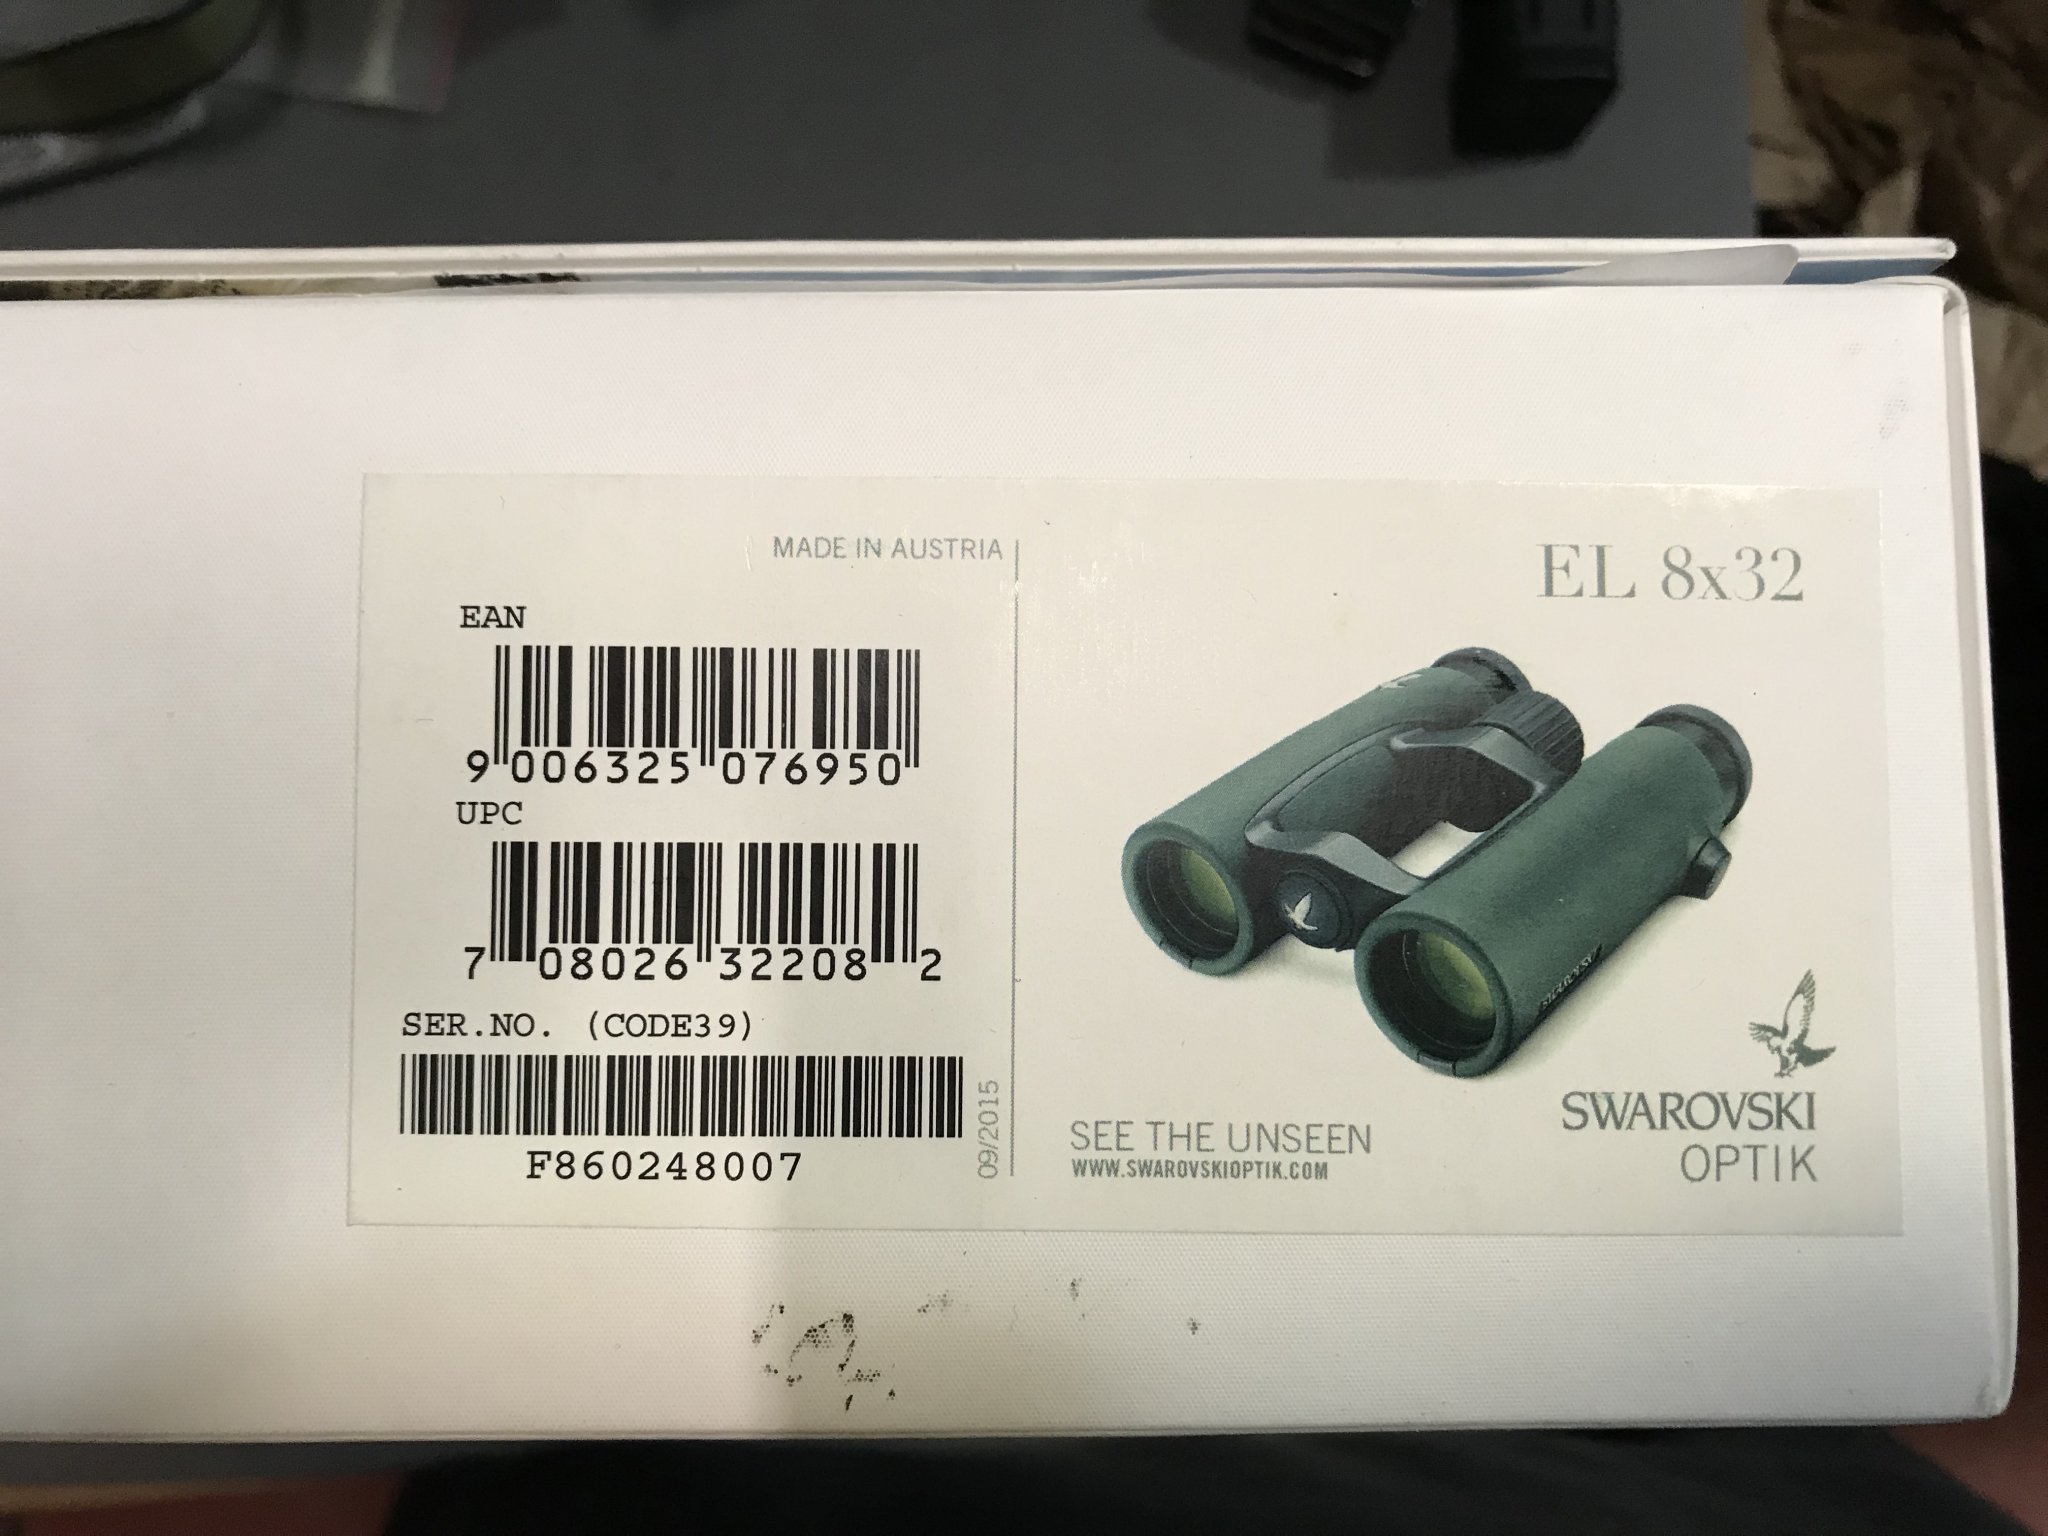 MADE IN AUSTRIA
EAN
9 006325 076950
UPC
7 08026 32208 2
SER.NO. (CODE39)
F860248007
09/2015
EL 8x32
SWAROVSKI
SEE THE UNSEEN
WWW.SWAROVSKIOPTIK.COM
SWAROVSKI
OPTIK